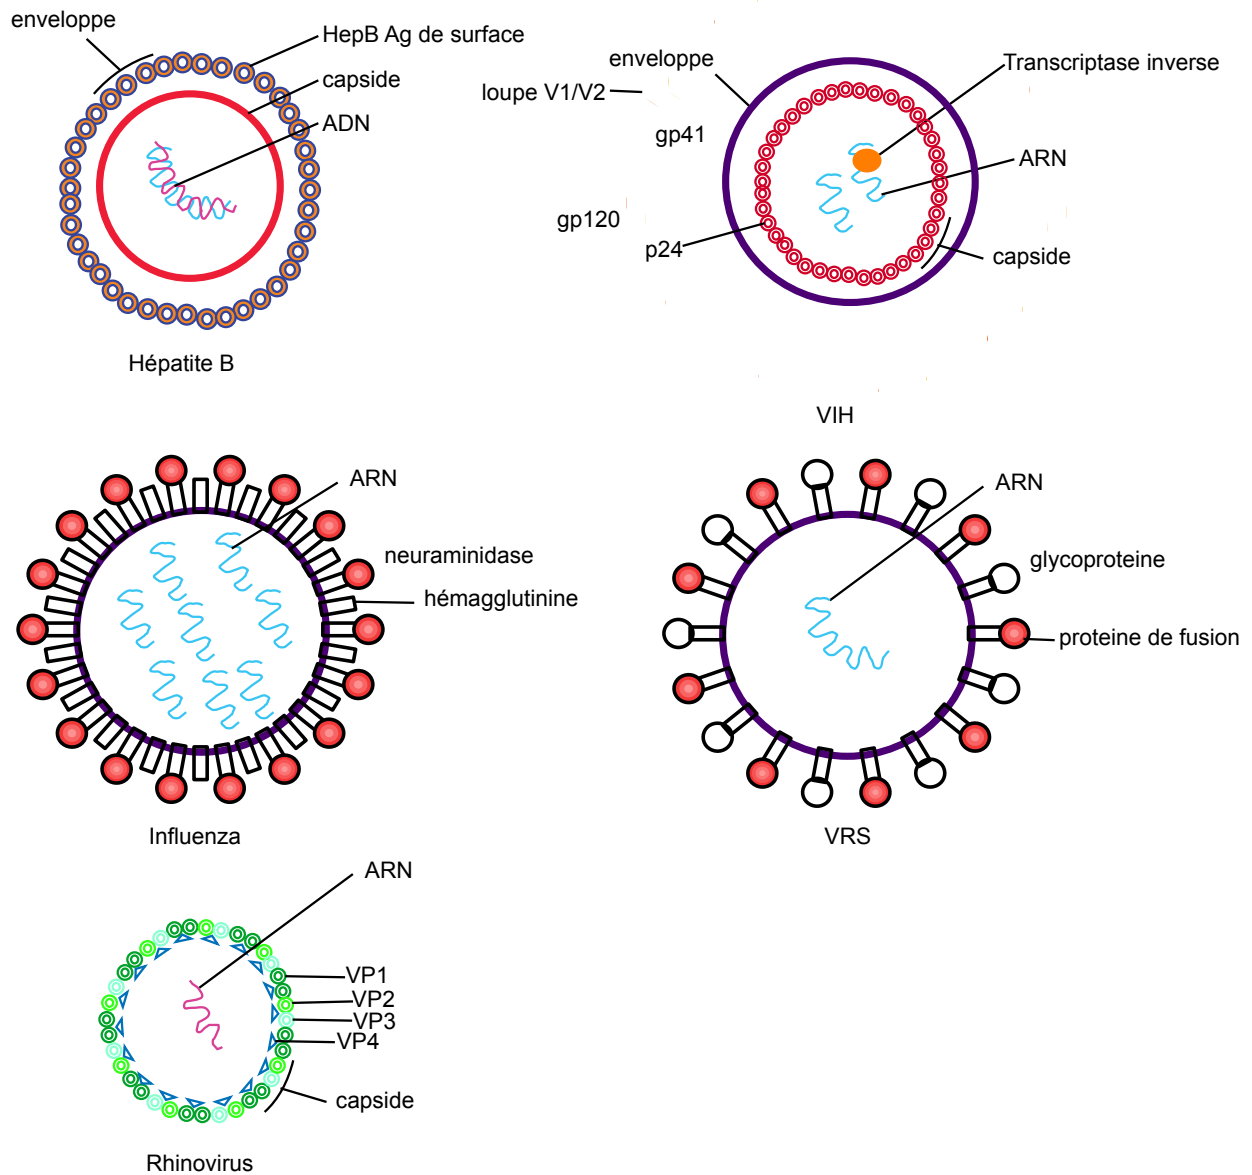 enveloppe
HepB Ag de surface
capside
ADN
Hépatite B
enveloppe
Transcriptase inverse
loupe V1/V2
gp41
ARN
gp120
p24
capside
VIH
ARN
neuraminidase
hémagglutinine
Influenza
ARN
glycoproteine
proteine de fusion
VRS
ARN
VP1
VP2
VP3
VP4
capside
Rhinovirus